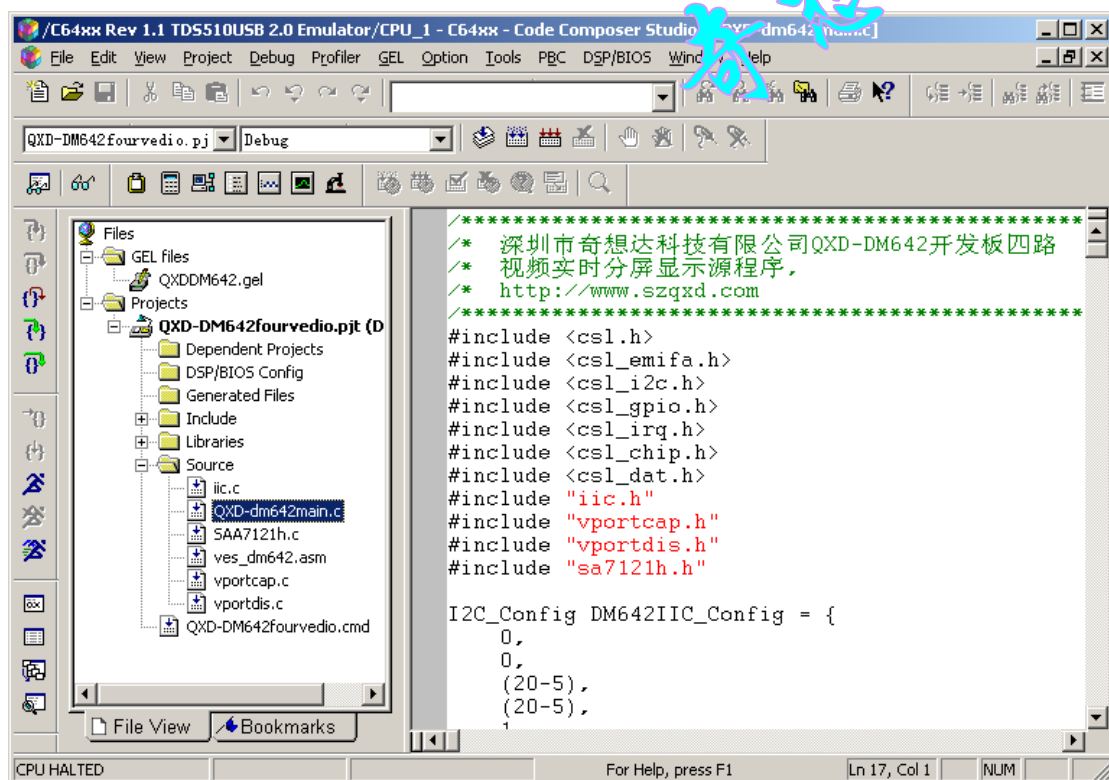 /C64xx Rev 1.1 TDS510USB 2.0 Emulator/CPU_1 - C64xx - Code Composer Studio
File Edit View Project Debug Profiler GEL Option Tools PBC DSP/BIOS Window Help
QXD-DM642fourvedio.pj Debug
Files
GEL files
QXDDM642.gel
Projects
QXD-DM642fourvedio.pjt (D
Dependent Projects
DSP/BIOS Config
Generated Files
Include
Libraries
Source
iic.c
QXD-dm642main.c
SAA7121h.c
ves_dm642.asm
vportcap.c
vportdis.c
QXD-DM642fourvedio.cmd
File View Bookmarks
/************************************************
/* 深圳市奇想达科技有限公司QXD-DM642开发板四路
/* 视频实时分屏显示源程序,
/* http://www.szqxd.com
/************************************************
#include <csl.h>
#include <csl_emifa.h>
#include <csl_i2c.h>
#include <csl_gpio.h>
#include <csl_irq.h>
#include <csl_chip.h>
#include <csl_dat.h>
#include "iic.h"
#include "vportcap.h"
#include "vportdis.h"
#include "sa7121h.h"
I2C_Config DM642IIC_Config = {
0,
0,
(20-5),
(20-5),
CPU HALTED For Help, press F1 Ln 17, Col 1 NUM